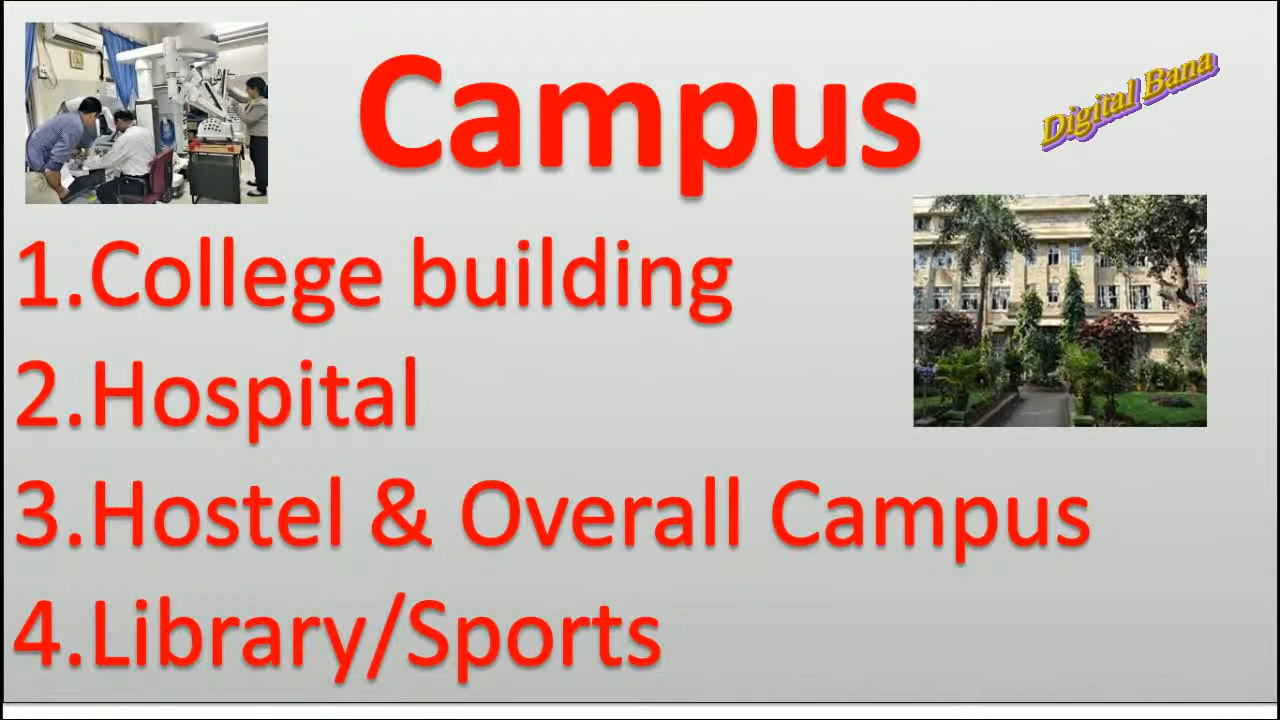 Campus
Digital Bana
1.College building
2.Hospital
3.Hostel & Overall Campus
4.Library/Sports